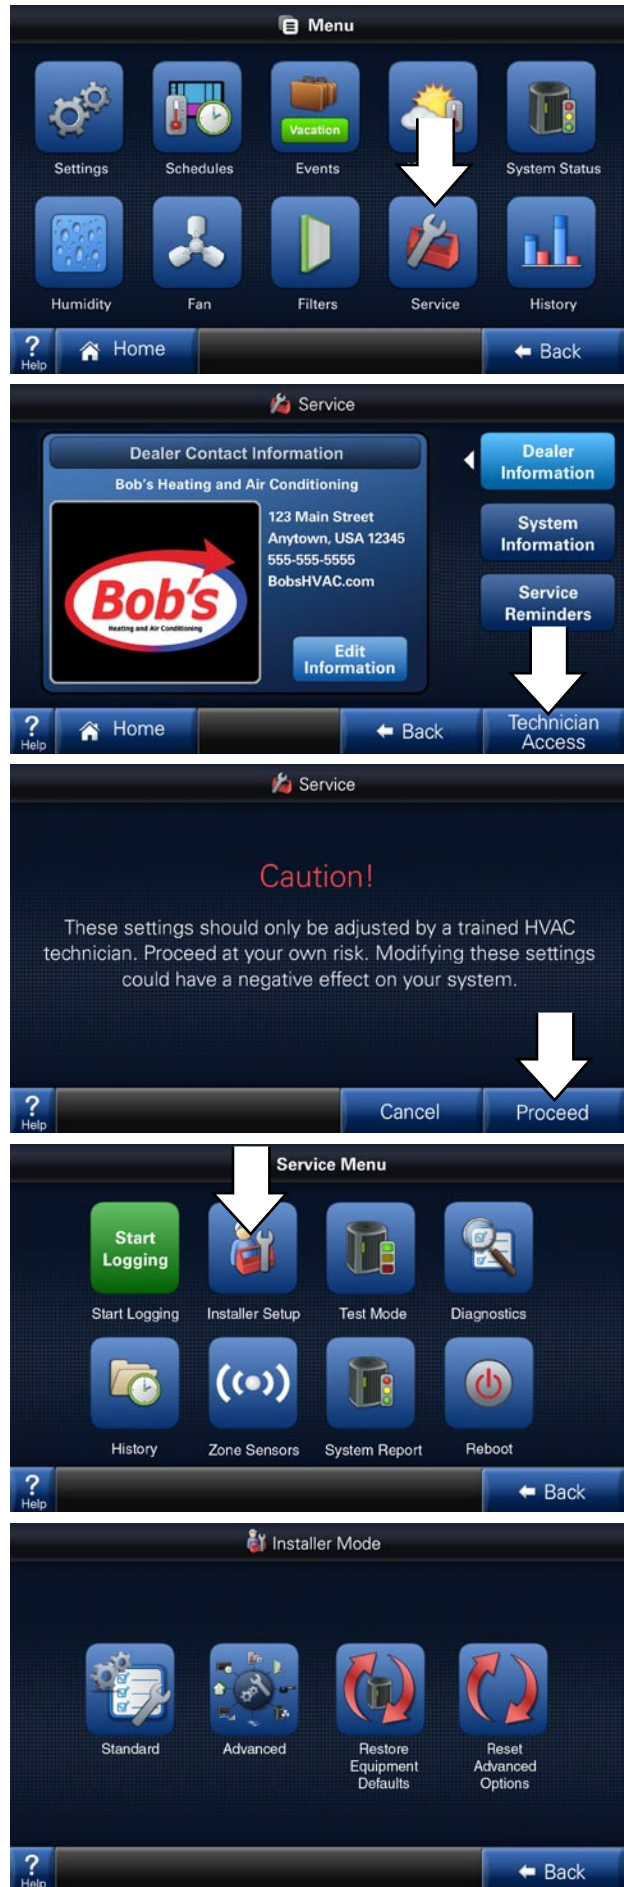 Menu
Vacation
Settings
Schedules
Events
System Status
Humidity
Fan
Filters
Service
History
?
Help
Home
Back
Service
Dealer Contact Information
Bob's Heating and Air Conditioning
123 Main Street
Anytown, USA 12345
555-555-5555
BobsHVAC.com
Bob's
Heating and Air Conditioning
Edit
Information
Dealer
Information
System
Information
Service
Reminders
?
Help
Home
Back
Technician
Access
Service
Caution!
These settings should only be adjusted by a trained HVAC
technician. Proceed at your own risk. Modifying these settings
could have a negative effect on your system.
?
Help
Cancel
Proceed
Service Menu
Start
Logging
Start Logging
Installer Setup
Test Mode
Diagnostics
History
Zone Sensors
System Report
Reboot
?
Help
Back
Installer Mode
Standard
Advanced
Restore
Equipment
Defaults
Reset
Advanced
Options
?
Help
Back